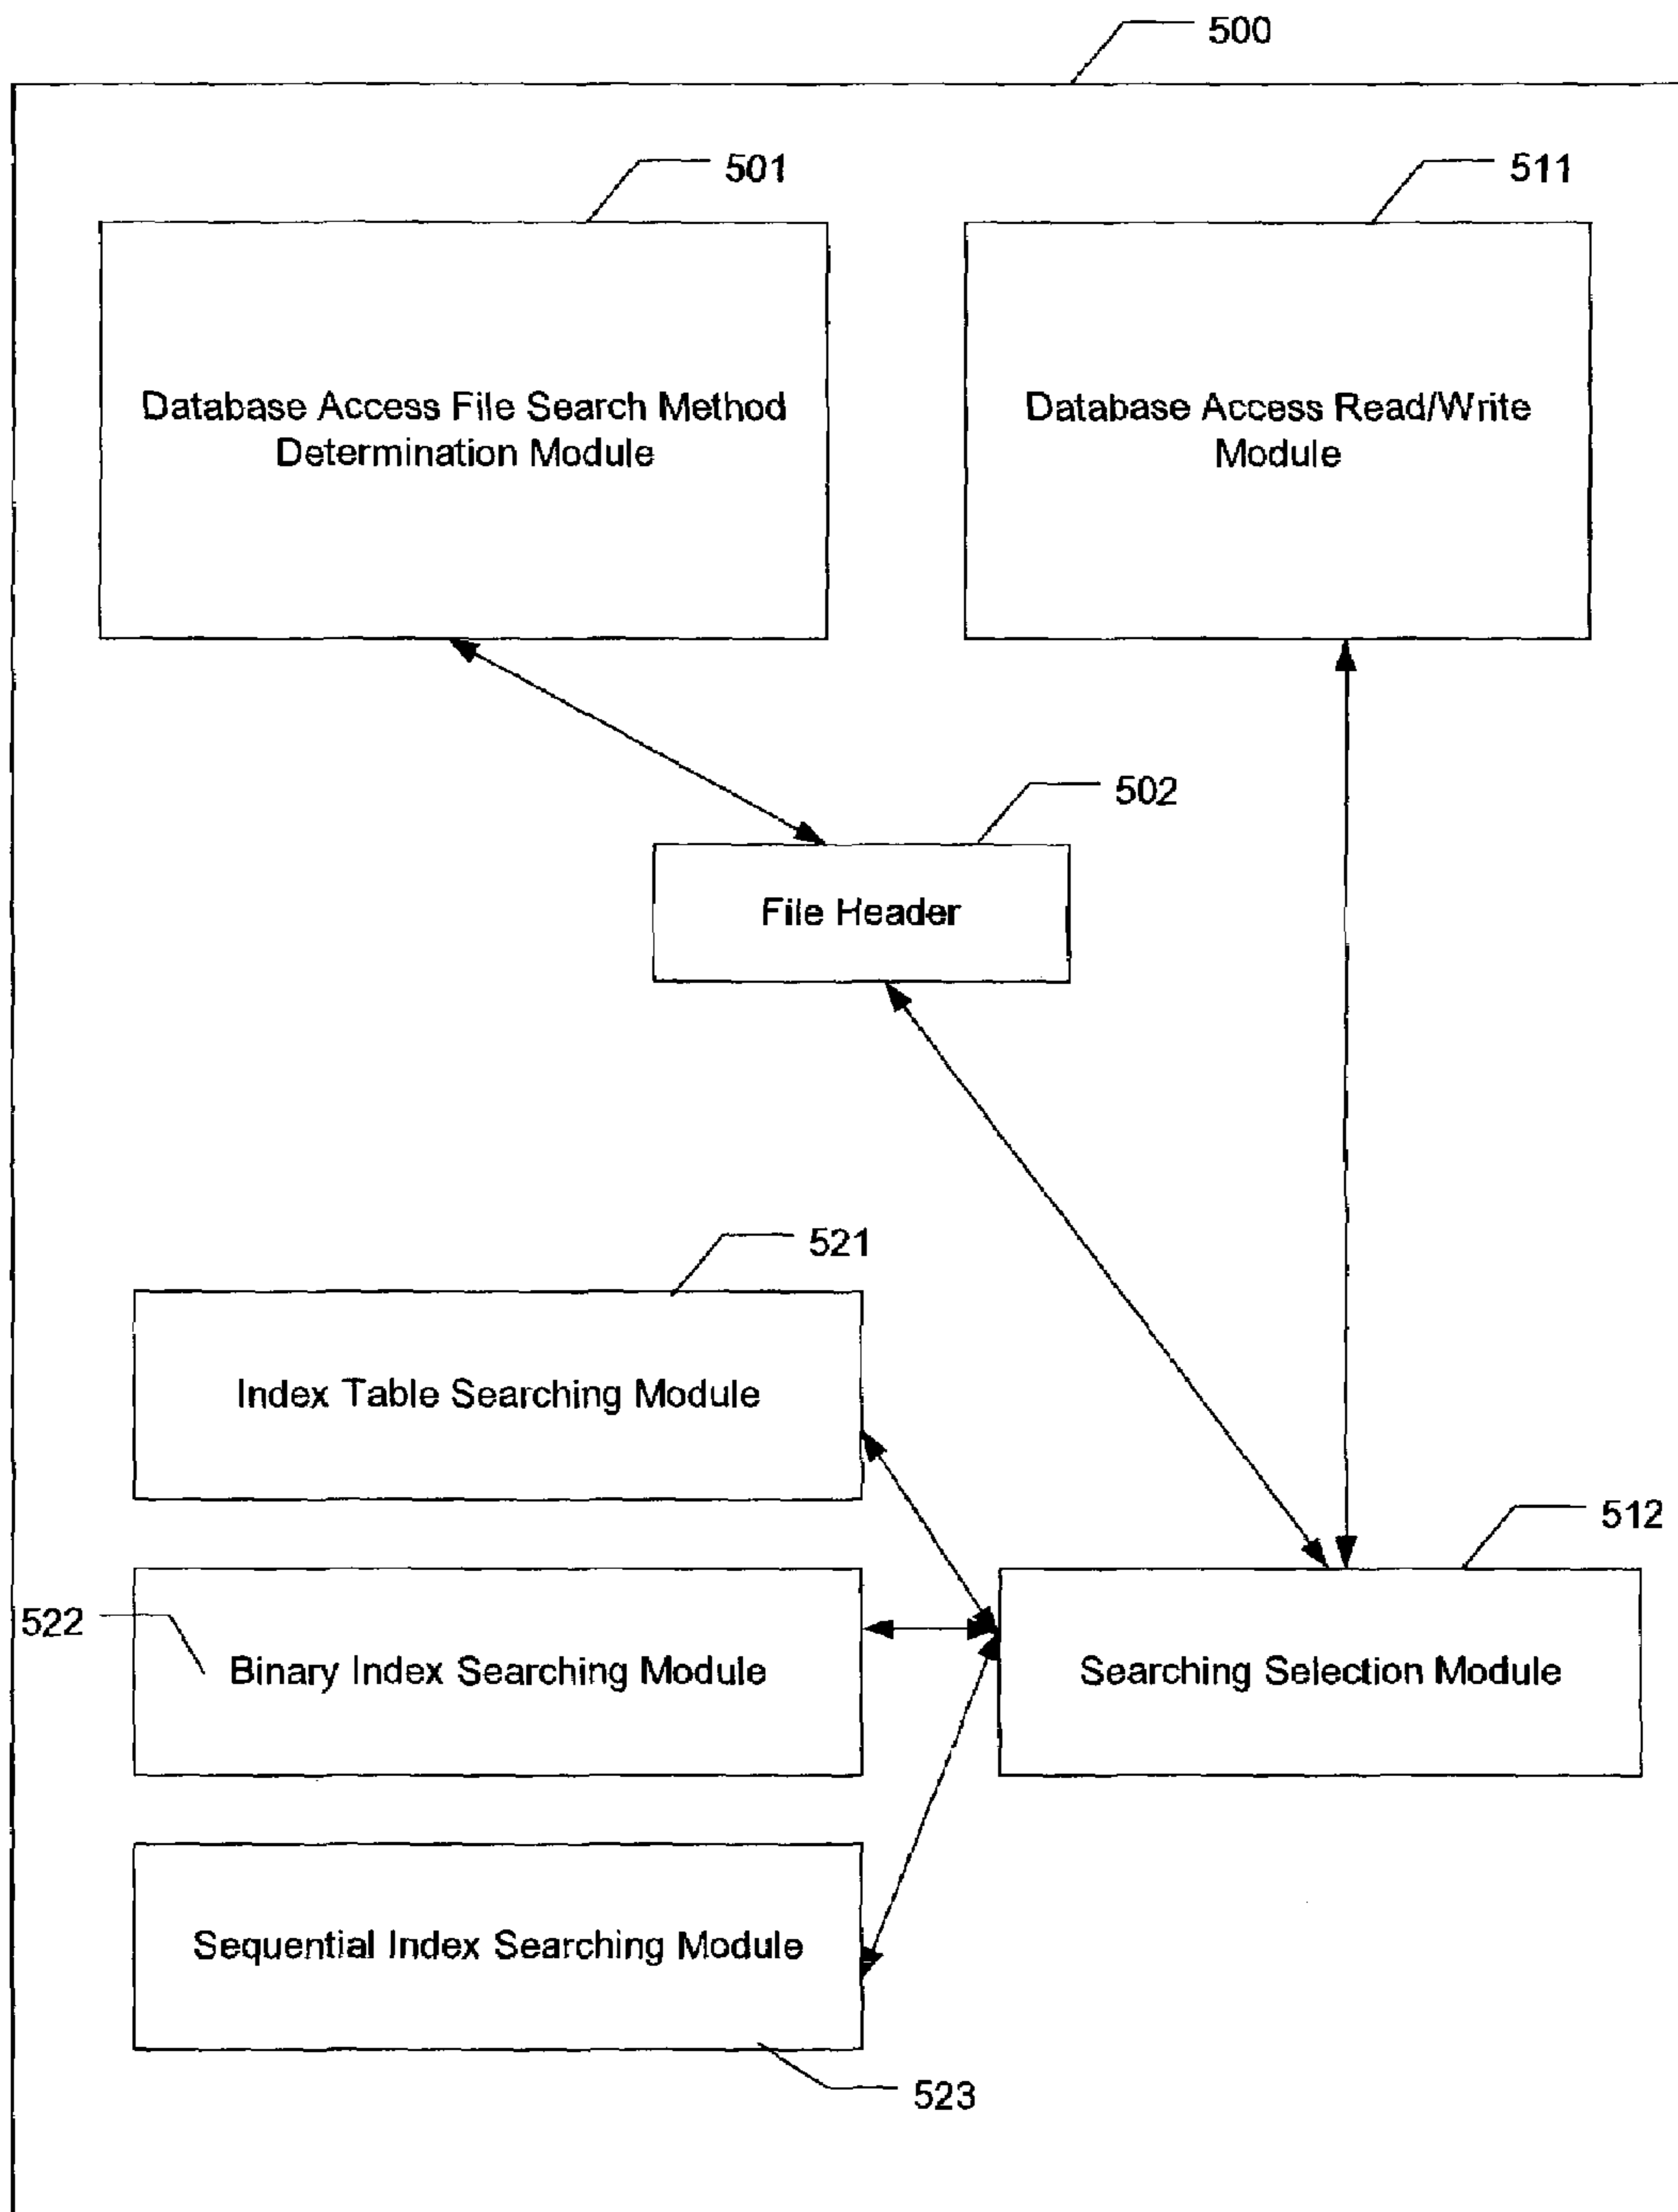 500
501
511
Database Access File Search Method
Determination Module
Database Access Read/Write
Module
502
File Header
521
Index Table Searching Module
512
522
Binary Index Searching Module
Searching Selection Module
Sequential Index Searching Module
523